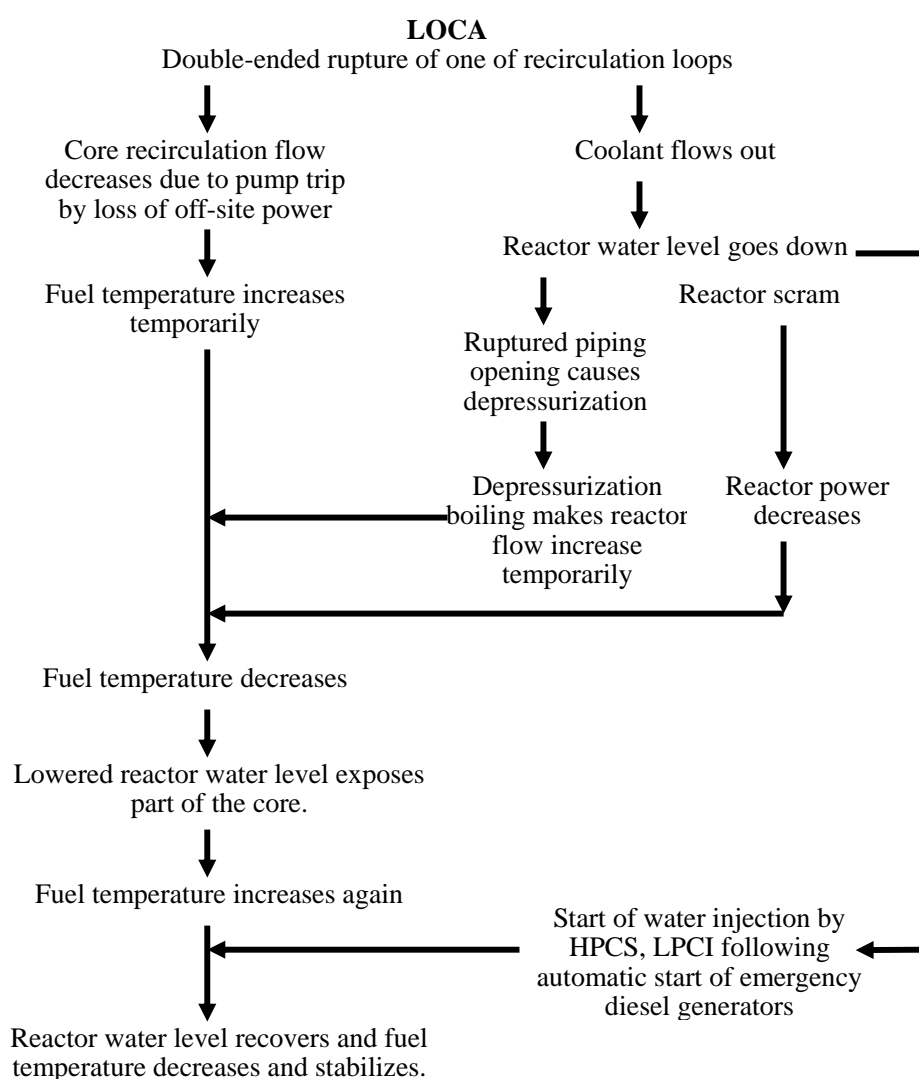 LOCA
Double-ended rupture of one of recirculation loops
Core recirculation flow
decreases due to pump trip
by loss of off-site power
Coolant flows out
Reactor water level goes down
Fuel temperature increases
temporarily
Reactor scram
Ruptured piping
opening causes
depressurization
Depressurization
boiling makes reactor
flow increase
temporarily
Reactor power
decreases
Fuel temperature decreases
Lowered reactor water level exposes
part of the core.
Fuel temperature increases again
Start of water injection by
HPCS, LPCI following
automatic start of emergency
diesel generators
Reactor water level recovers and fuel
temperature decreases and stabilizes.